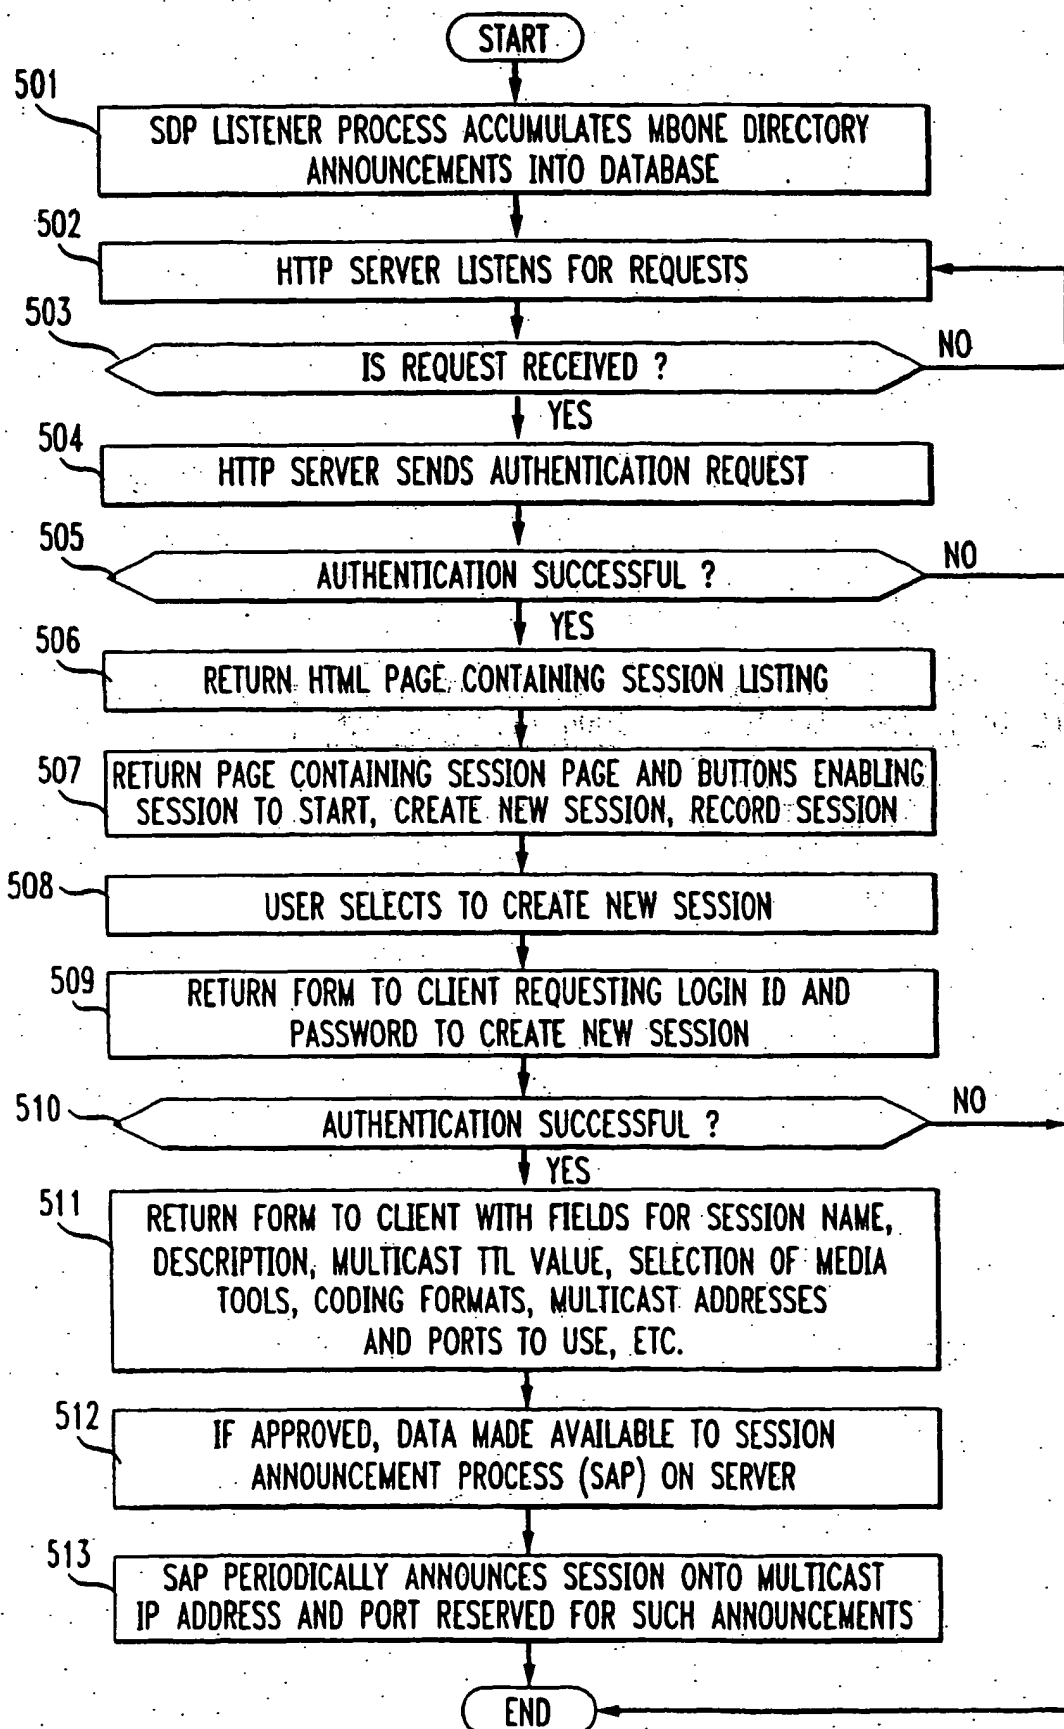 START
501
SDP LISTENER PROCESS ACCUMULATES MBONE DIRECTORY
ANNOUNCEMENTS INTO DATABASE
502
HTTP SERVER LISTENS FOR REQUESTS
503
IS REQUEST RECEIVED ?
NO
YES
504
HTTP SERVER SENDS AUTHENTICATION REQUEST
505
AUTHENTICATION SUCCESSFUL ?
NO
YES
506
RETURN HTML PAGE CONTAINING SESSION LISTING
507
RETURN PAGE CONTAINING SESSION PAGE AND BUTTONS ENABLING
SESSION TO START, CREATE NEW SESSION, RECORD SESSION
508
USER SELECTS TO CREATE NEW SESSION
509
RETURN FORM TO CLIENT REQUESTING LOGIN ID AND
PASSWORD TO CREATE NEW SESSION
510
AUTHENTICATION SUCCESSFUL ?
NO
YES
511
RETURN FORM TO CLIENT WITH FIELDS FOR SESSION NAME,
DESCRIPTION, MULTICAST TTL VALUE, SELECTION OF MEDIA
TOOLS, CODING FORMATS, MULTICAST ADDRESSES
AND PORTS TO USE, ETC.
512
IF APPROVED, DATA MADE AVAILABLE TO SESSION
ANNOUNCEMENT PROCESS (SAP) ON SERVER
513
SAP PERIODICALLY ANNOUNCES SESSION ONTO MULTICAST
IP ADDRESS AND PORT RESERVED FOR SUCH ANNOUNCEMENTS
END